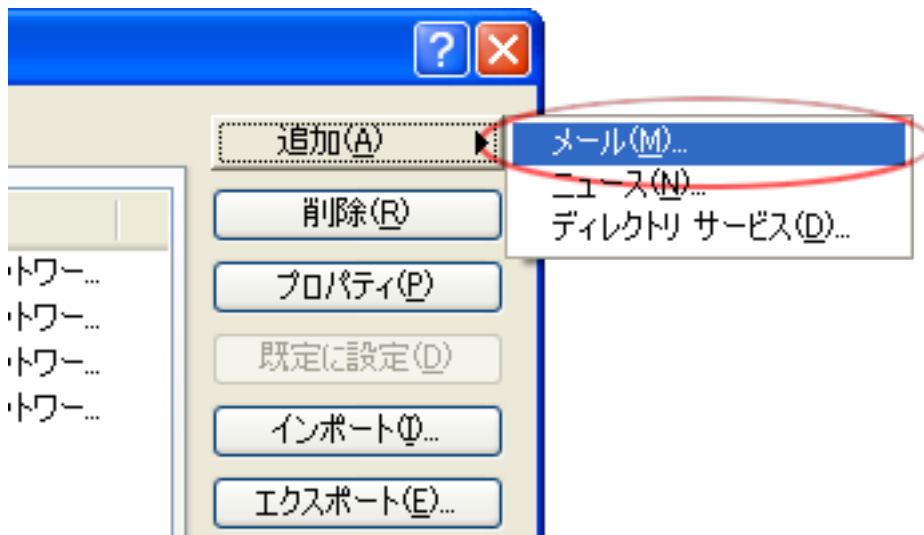 追加(A)
メール(M)...
ニュース(N)...
ディレクトリ サービス(D)...
削除(R)
プロパティ(P)
既定に設定(D)
インポート(I)...
エクスポート(E)...
トワー...
トワー...
トワー...
トワー...